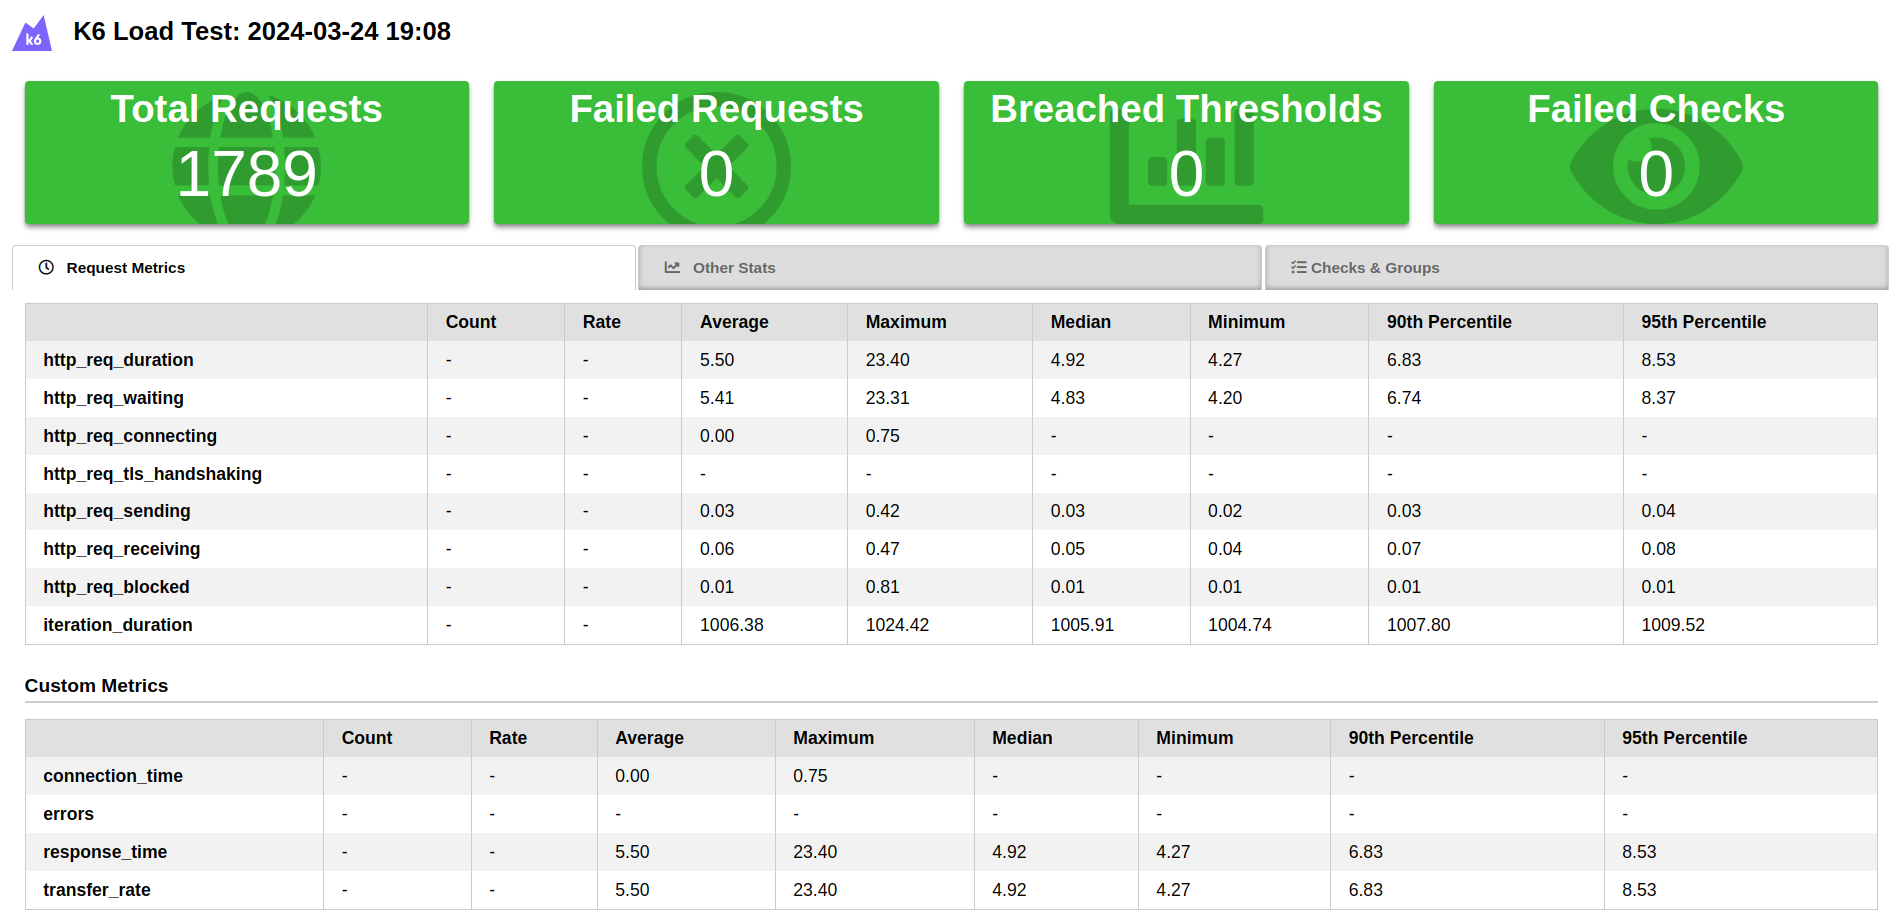 k6
K6 Load Test: 2024-03-24 19:08
Total Requests
1789
Failed Requests
0
Breached Thresholds
0
Failed Checks
0
Request Metrics
Other Stats
Checks & Groups
Count Rate Average Maximum Median Minimum 90th Percentile 95th Percentile
http_req_duration - - 5.50 23.40 4.92 4.27 6.83 8.53
http_req_waiting - - 5.41 23.31 4.83 4.20 6.74 8.37
http_req_connecting - - 0.00 0.75 - - - -
http_req_tls_handshaking - - - - - - - -
http_req_sending - - 0.03 0.42 0.03 0.02 0.03 0.04
http_req_receiving - - 0.06 0.47 0.05 0.04 0.07 0.08
http_req_blocked - - 0.01 0.81 0.01 0.01 0.01 0.01
iteration_duration - - 1006.38 1024.42 1005.91 1004.74 1007.80 1009.52
Custom Metrics
Count Rate Average Maximum Median Minimum 90th Percentile 95th Percentile
connection_time - - 0.00 0.75 - - - -
errors - - - - - - - -
response_time - - 5.50 23.40 4.92 4.27 6.83 8.53
transfer_rate - - 5.50 23.40 4.92 4.27 6.83 8.53